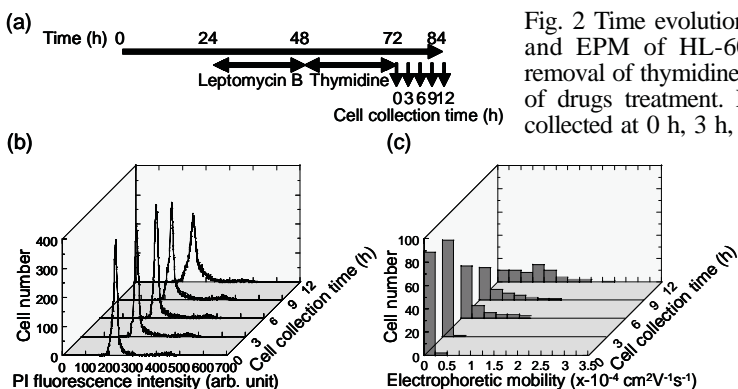 (a)
Time (h) 0 24 48 72 84
Leptomycin B Thymidine
0 3 6 9 12
Cell collection time (h)
Fig. 2 Time evolution
and EPM of HL-60
removal of thymidine
of drugs treatment.
collected at 0 h, 3 h,
(b)
Cell number
400
300
200
100
0
0 100 200 300 400 500 600 700
PI fluorescence intensity (arb. unit)
0 3 6 9 12
Cell collection time (h)
(c)
Cell number
100
80
60
40
20
0
0 0.5 1 1.5 2 2.5 3 3.5
Electrophoretic mobility (x-10⁻⁴ cm²V⁻¹s⁻¹)
0 3 6 9 12
Cell collection time (h)